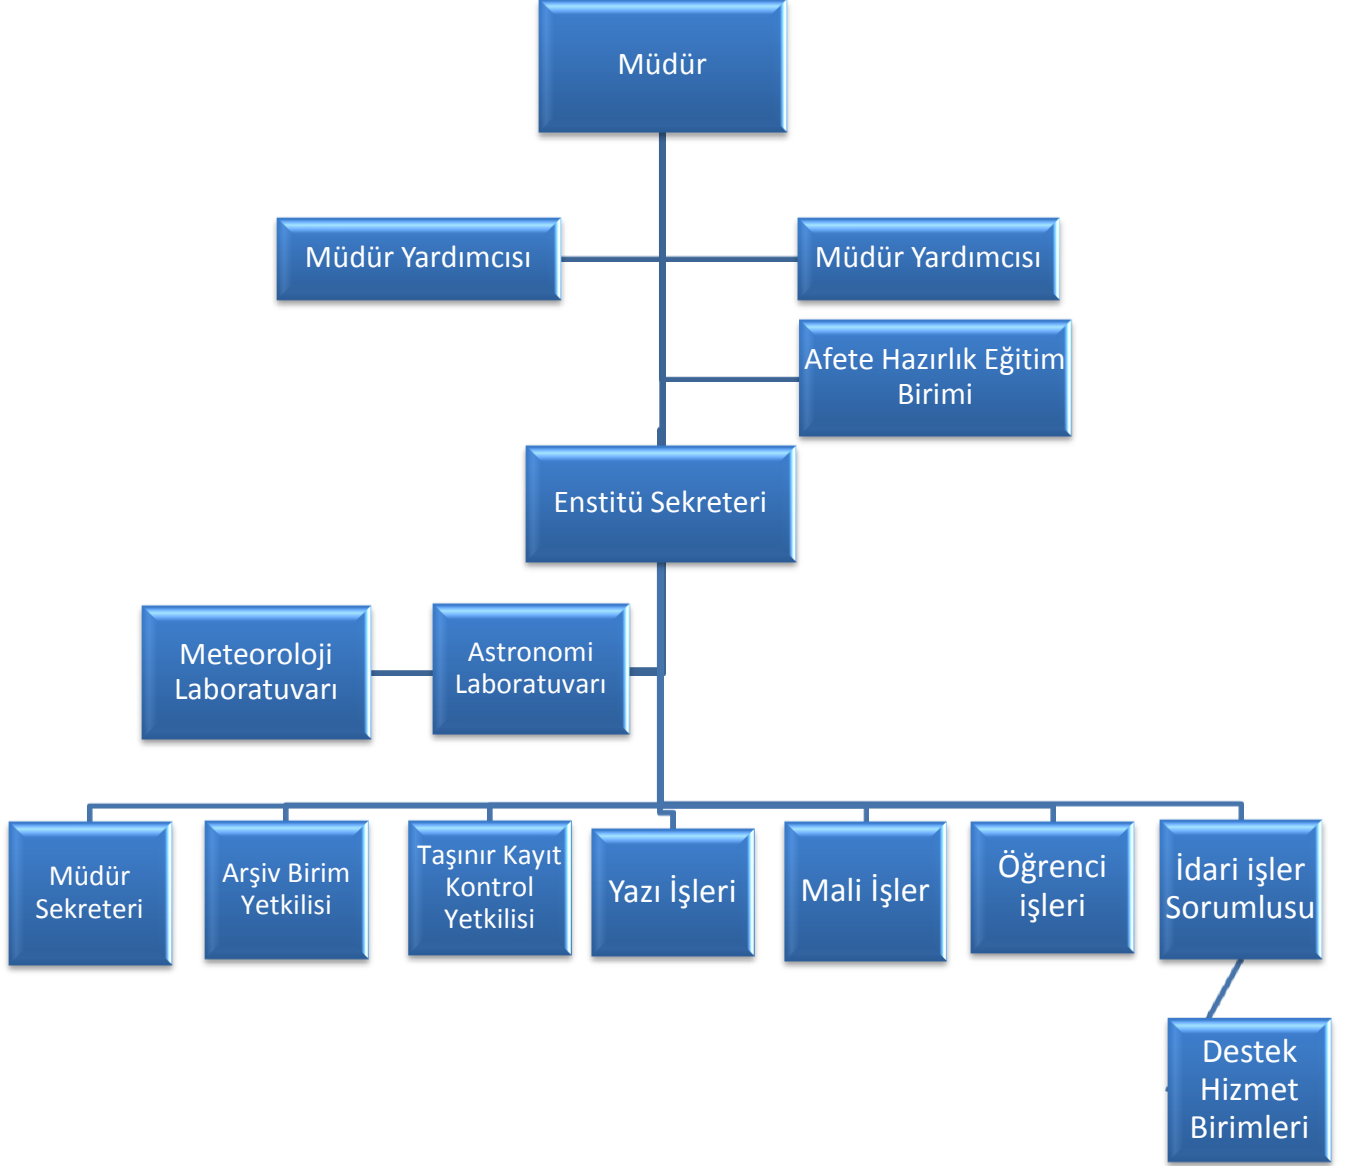 Müdür
Müdür Yardımcısı
Müdür Yardımcısı
Afete Hazırlık Eğitim
Birimi
Enstitü Sekreteri
Meteoroloji
Laboratuvarı
Astronomi
Laboratuvarı
Müdür
Sekreteri
Arşiv Birim
Yetkilisi
Taşınır Kayıt
Kontrol
Yetkilisi
Yazı İşleri
Mali İşler
Öğrenci
işleri
İdari işler
Sorumlusu
Destek
Hizmet
Birimleri